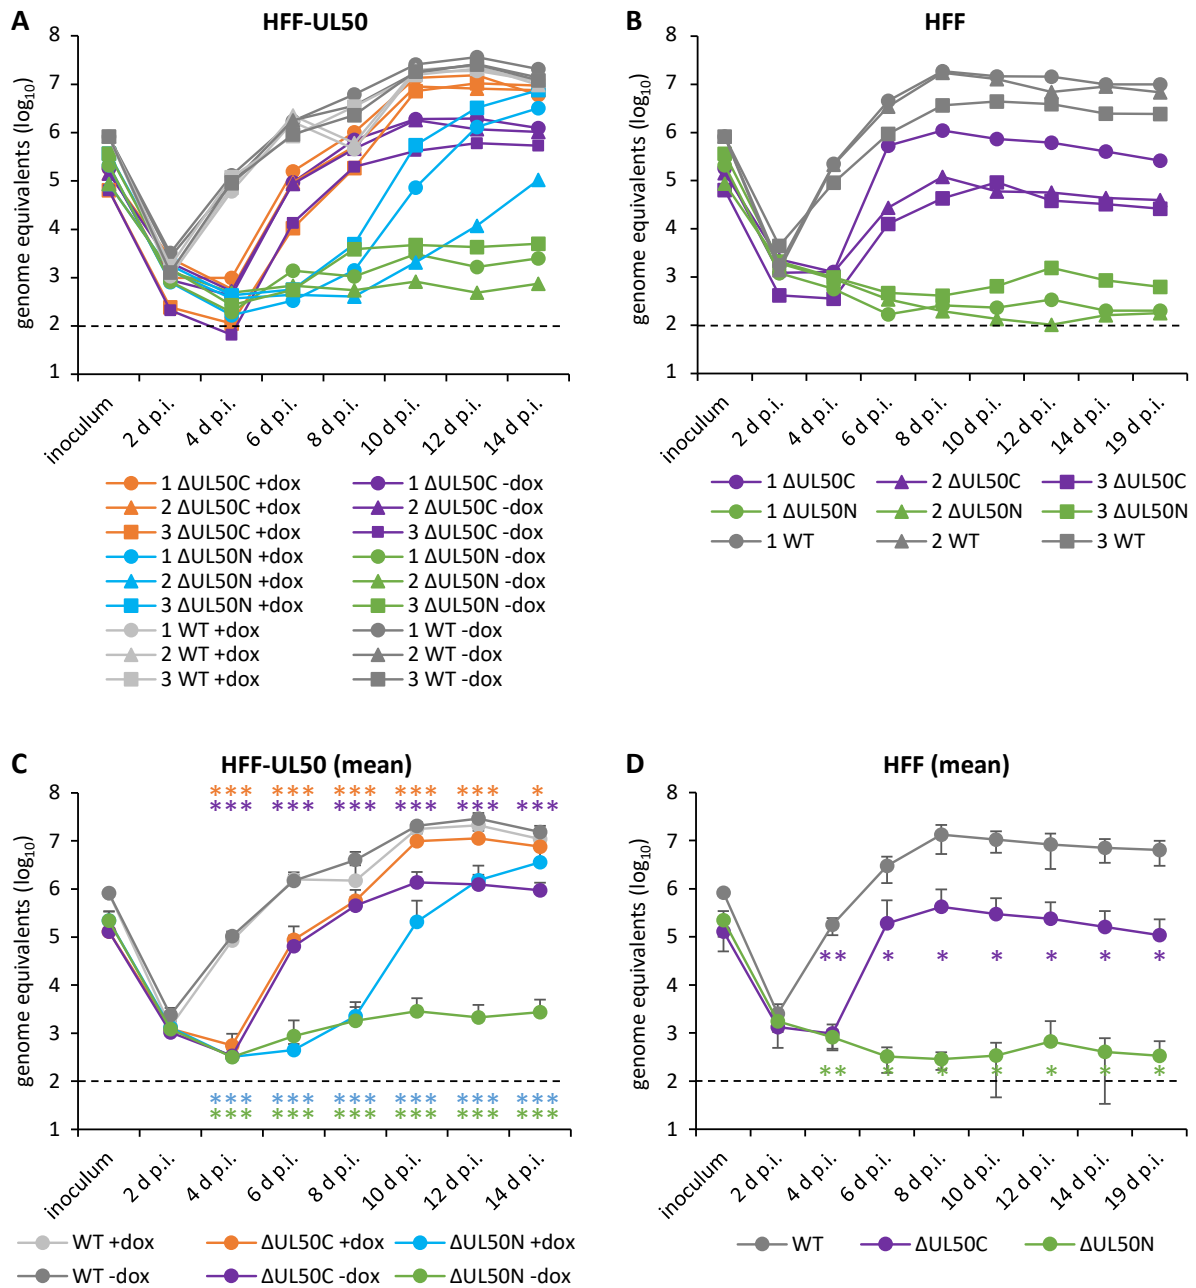 A
HFF-UL50
genome equivalents (log10)
8
7
6
5
4
3
2
1
inoculum
2 d p.i.
4 d p.i.
6 d p.i.
8 d p.i.
10 d p.i.
12 d p.i.
14 d p.i.
1 ΔUL50C +dox
2 ΔUL50C +dox
3 ΔUL50C +dox
1 ΔUL50N +dox
2 ΔUL50N +dox
3 ΔUL50N +dox
1 WT +dox
2 WT +dox
3 WT +dox
1 ΔUL50C -dox
2 ΔUL50C -dox
3 ΔUL50C -dox
1 ΔUL50N -dox
2 ΔUL50N -dox
3 ΔUL50N -dox
1 WT -dox
2 WT -dox
3 WT -dox
B
HFF
genome equivalents (log10)
8
7
6
5
4
3
2
1
inoculum
2 d p.i.
4 d p.i.
6 d p.i.
8 d p.i.
10 d p.i.
12 d p.i.
14 d p.i.
19 d p.i.
1 ΔUL50C 2 ΔUL50C 3 ΔUL50C
1 ΔUL50N 2 ΔUL50N 3 ΔUL50N
1 WT 2 WT 3 WT
C
HFF-UL50 (mean)
genome equivalents (log10)
8
7
6
5
4
3
2
1
*** *** *** *** *** *
*** *** *** *** *** ***
*** *** *** *** *** ***
*** *** *** *** *** ***
inoculum
2 d p.i.
4 d p.i.
6 d p.i.
8 d p.i.
10 d p.i.
12 d p.i.
14 d p.i.
WT +dox ΔUL50C +dox ΔUL50N +dox
WT -dox ΔUL50C -dox ΔUL50N -dox
D
HFF (mean)
genome equivalents (log10)
8
7
6
5
4
3
2
1
** * * * * * *
** * * * * * *
inoculum
2 d p.i.
4 d p.i.
6 d p.i.
8 d p.i.
10 d p.i.
12 d p.i.
14 d p.i.
19 d p.i.
WT ΔUL50C ΔUL50N